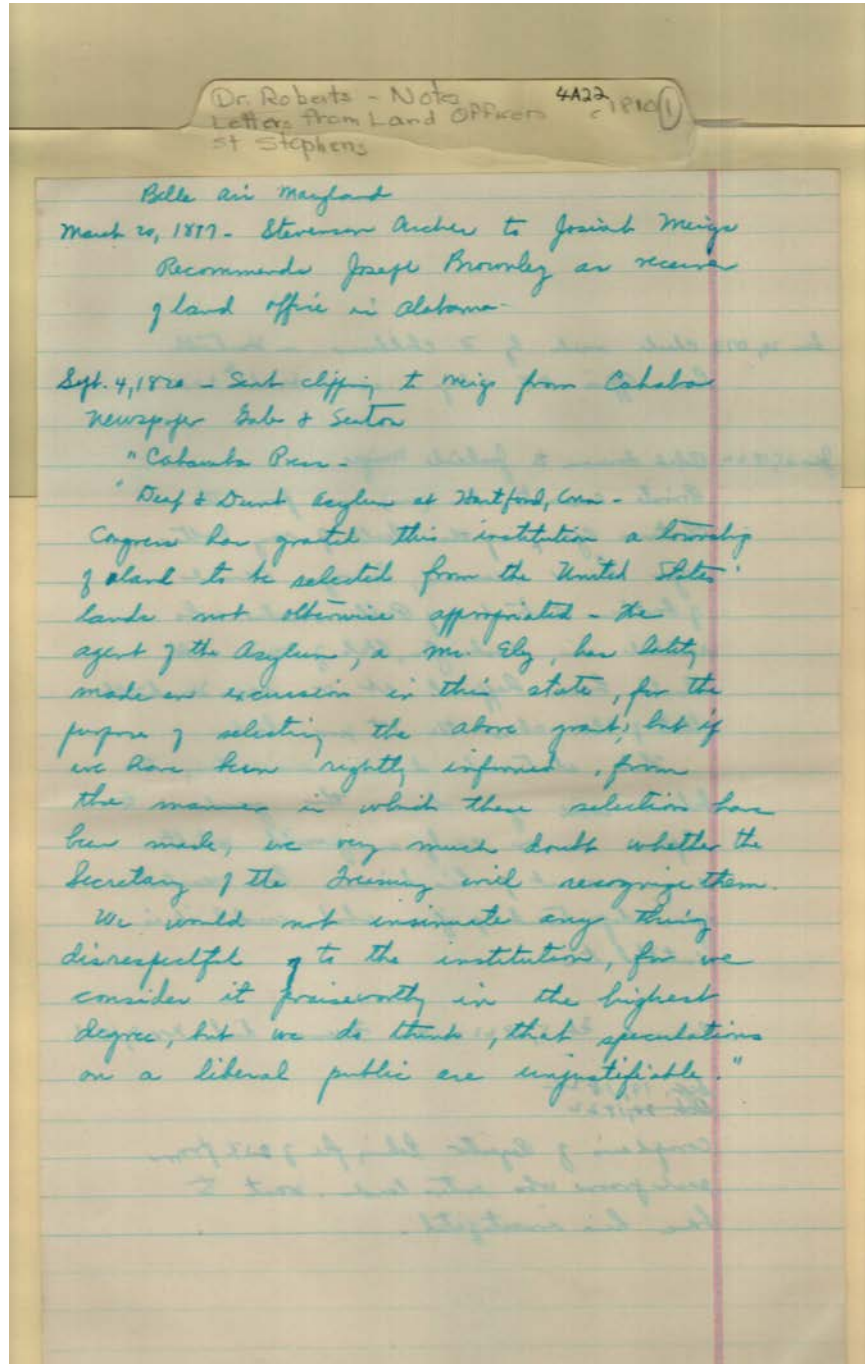 Dr. Roberts - Note 4A22 c 1810 1
Letters from Land Officers
St Stephens
Belle air Maryland
March 20, 1817 - Stevenson Archer to Josiah Meigs
Recommends Joseph Brownley as receiver
of land office in Alabama -
Sept. 4, 1820 - Sent clipping to Meigs from Cahaba
newspaper Gales & Seaton
"Cahawba Press -
"Deaf & Dumb Asylum at Hartford, Conn -
Congress has granted this institution a township
of land to be selected from the United States'
lands not otherwise appropriated - the
agent of the Asylum, a Mr. Ely, has lately
made an excursion in this state, for the
purpose of selecting the above grant; but if
we have been rightly informed, from
the manner in which these selections have
been made, we very much doubt whether the
Secretary of the Treasury will recognize them.
We would not insinuate any thing
disrespectful to the institution, for we
consider it praiseworthy in the highest
degree, but we do think, that speculations
on a liberal public are unjustifiable."